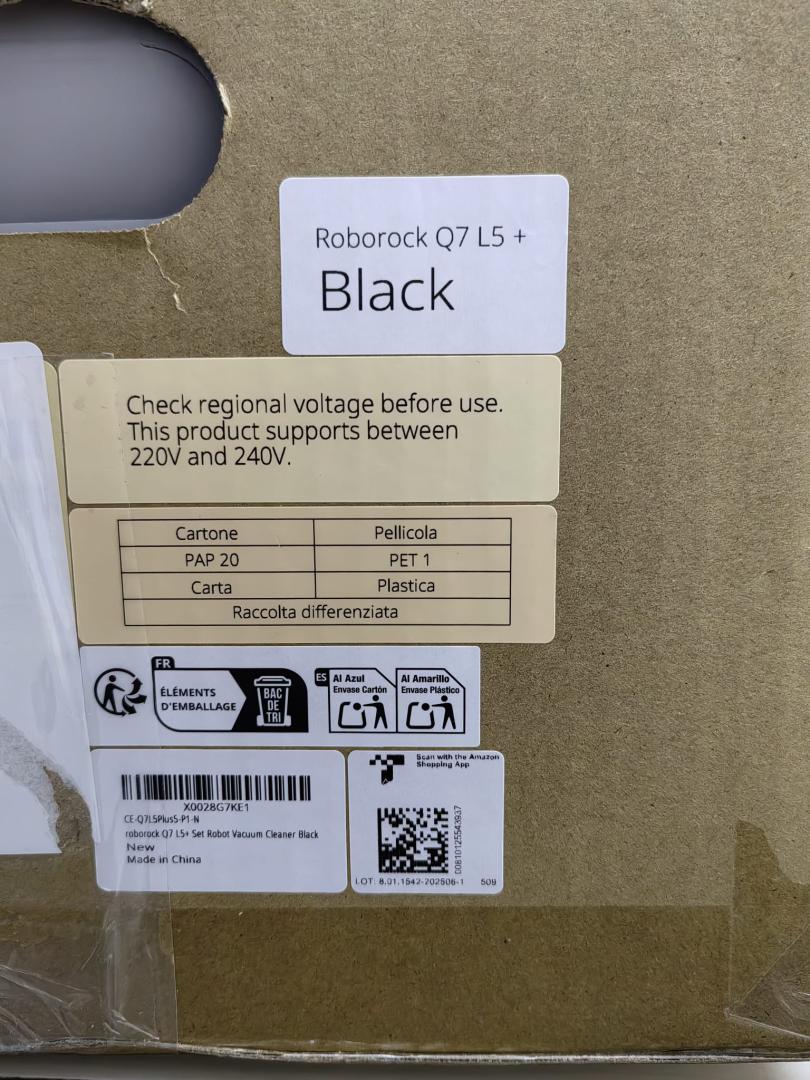 Roborock Q7 L5 +
Black
Check regional voltage before use.
This product supports between
220V and 240V.
Cartone Pellicola
PAP 20 PET 1
Carta Plastica
Raccolta differenziata
FR
ÉLÉMENTS
D'EMBALLAGE
BAC
DE
TRI
ES
Al Azul
Envase Cartón
Al Amarillo
Envase Plástico
X0028G7KE1
CE-Q7L5Plus5-P1-N
roborock Q7 L5+ Set Robot Vacuum Cleaner Black
New
Made in China
Scan with the Amazon
Shopping App
00810125543937
LOT: 8.01.1542-202506-1 509